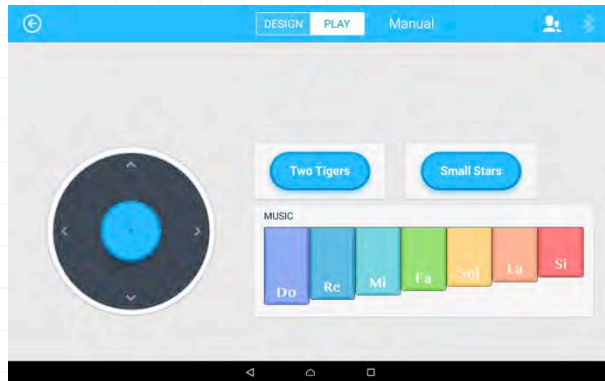 DESIGN PLAY Manual
Two Tigers Small Stars
MUSIC
Do Re Mi Fa Sol La Si